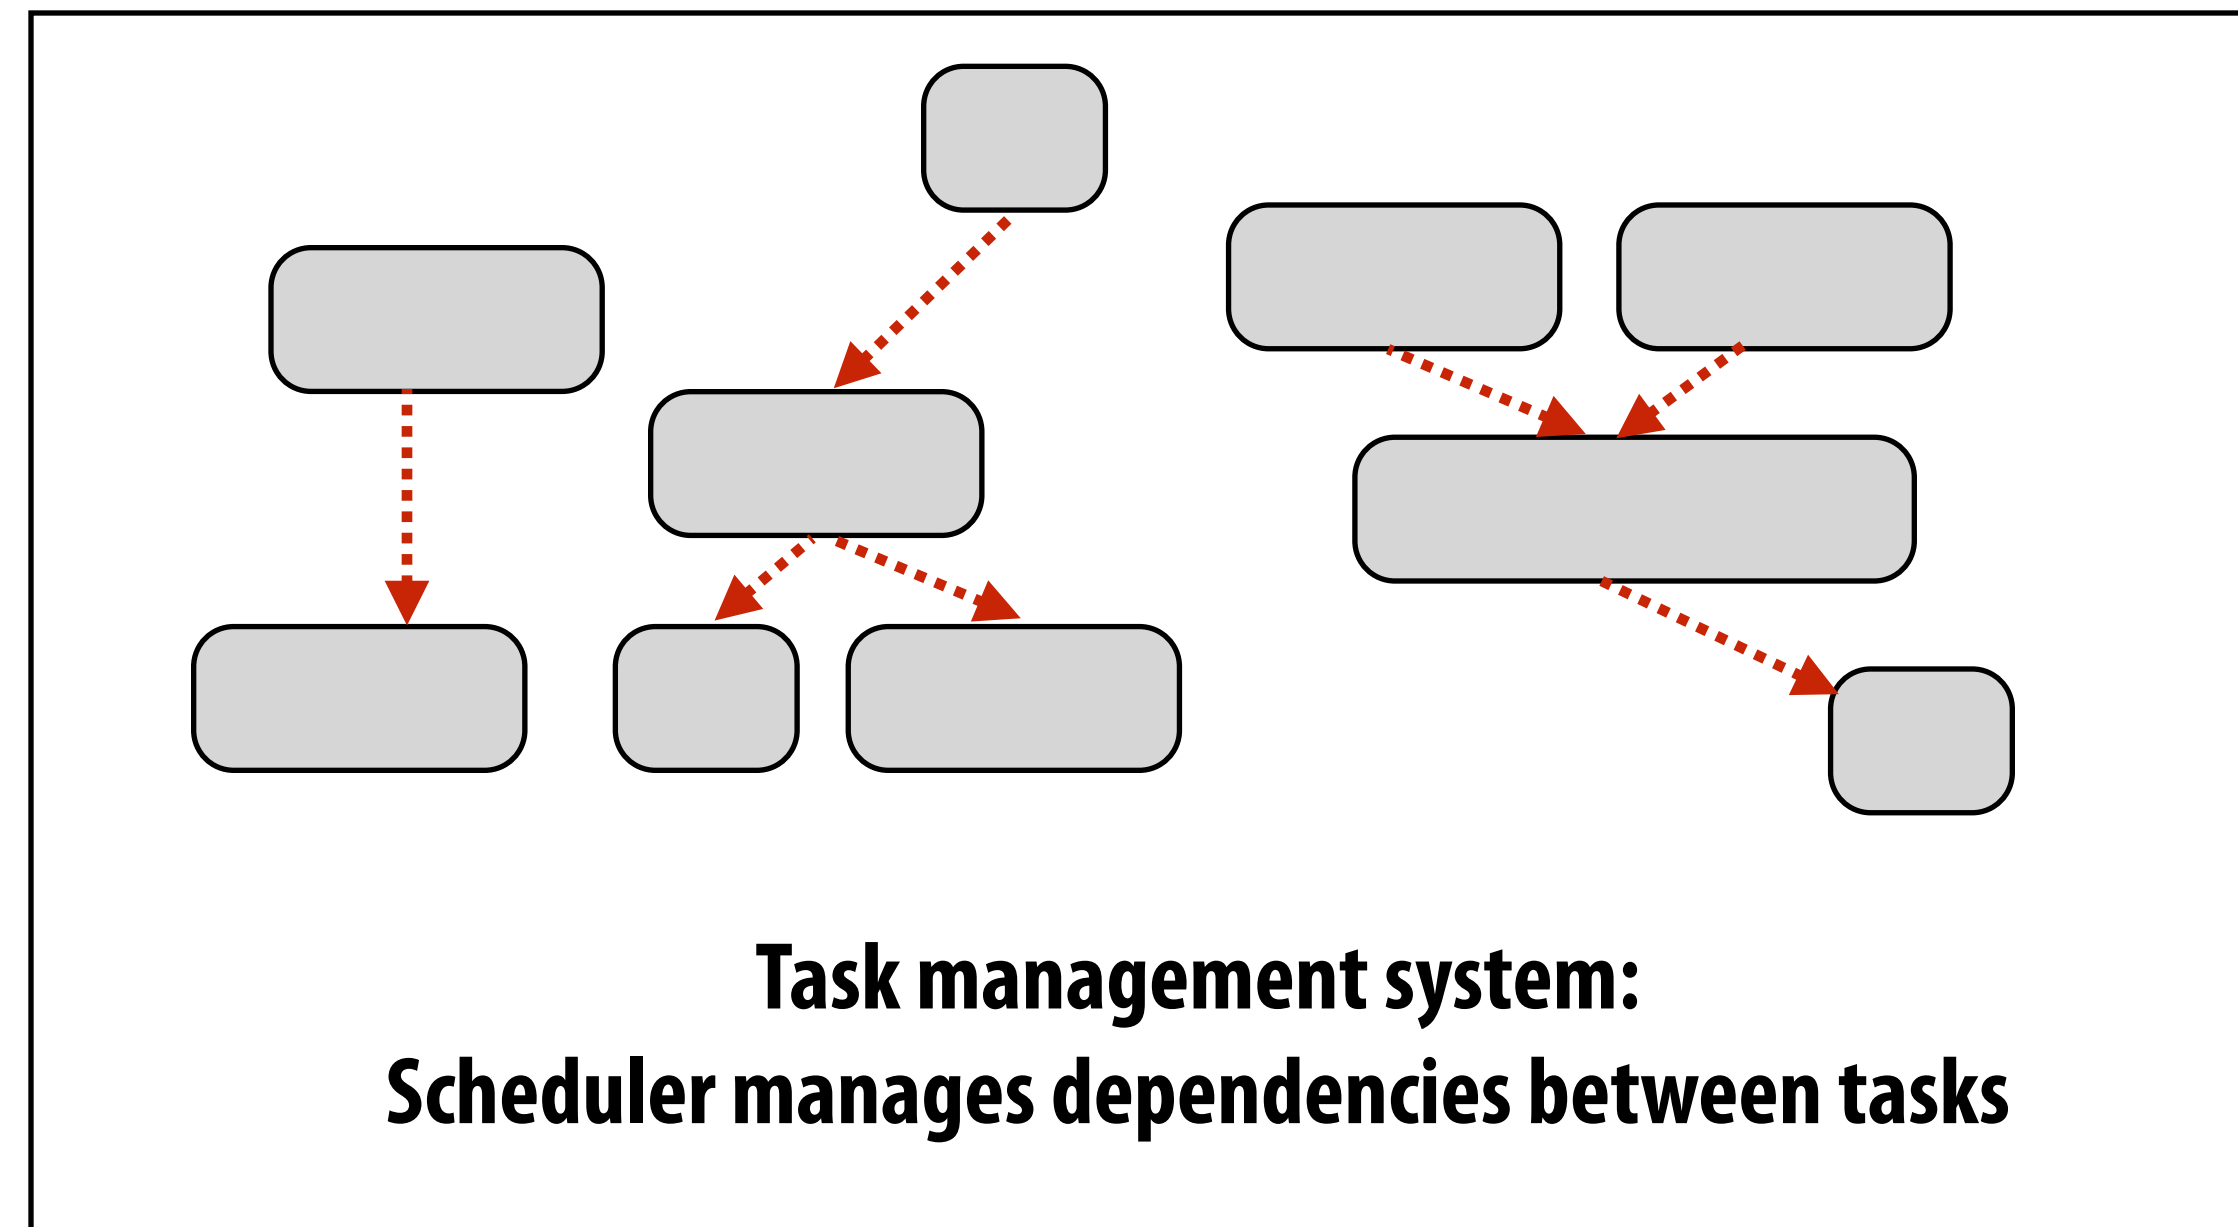 Task management system:
Scheduler manages dependencies between tasks